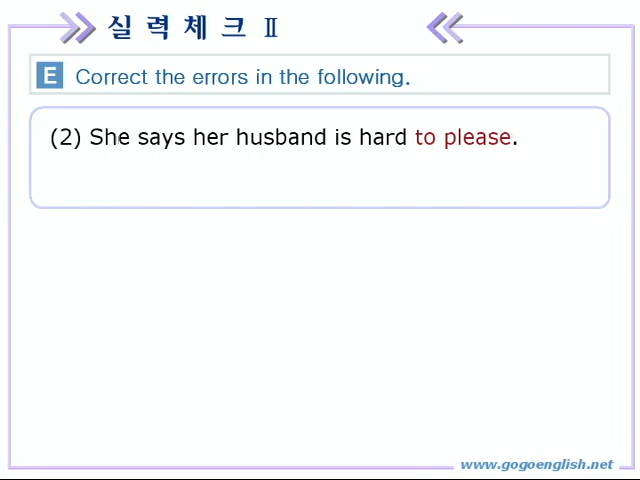 실 력 체 크 Ⅱ
E Correct the errors in the following.
(2) She says her husband is hard to please.
www.gogoenglish.net